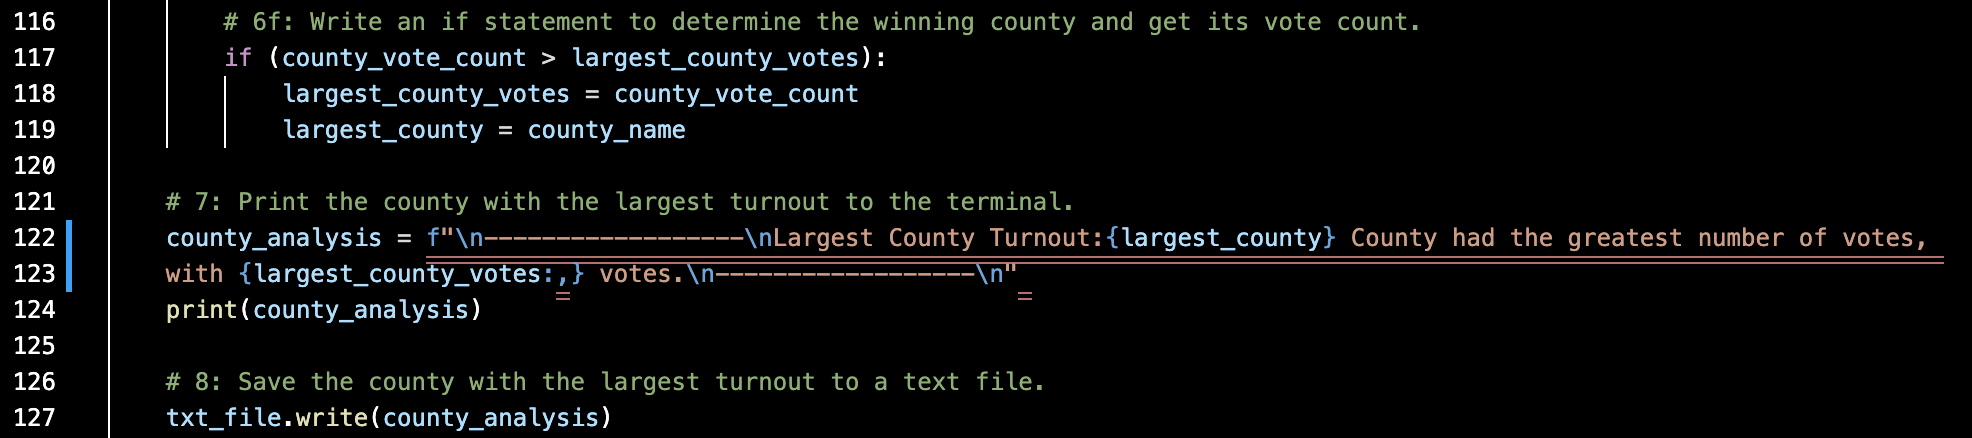 116 # 6f: Write an if statement to determine the winning county and get its vote count.
117 if (county_vote_count > largest_county_votes):
118 largest_county_votes = county_vote_count
119 largest_county = county_name
120
121 # 7: Print the county with the largest turnout to the terminal.
122 county_analysis = f"\n------------------\nLargest County Turnout:{largest_county} County had the greatest number of votes,
123 with {largest_county_votes:,} votes.\n------------------\n"
124 print(county_analysis)
125
126 # 8: Save the county with the largest turnout to a text file.
127 txt_file.write(county_analysis)